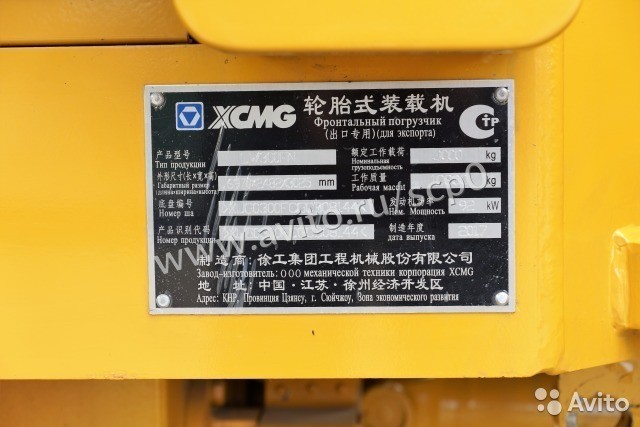 XCMG 轮胎式装载机
Фронтальный погрузчик
(出口专用)(для экспорта)
产品型号
Тип продукции
外形尺寸(长×宽×高)
Габаритный размер
mm
底盘编号
Номер ша
产品识别代码
Номер продукции
额定工作载荷
Номинальная
грузоподъемность
kg
工作质量
Рабочая масса
kg
发动机功率
Ном. Мощность
kW
制造年度
дата выпуска
2017
制造商: 徐工集团工程机械股份有限公司
Завод-изготовитель: ООО механической техники корпорация XCMG
地 址: 中国·江苏·徐州经济开发区
Адрес: КНР, Провинция Цзянсу, г. Сюйчжоу, Зона экономического развития
www.avito.ru/scpo
Avito